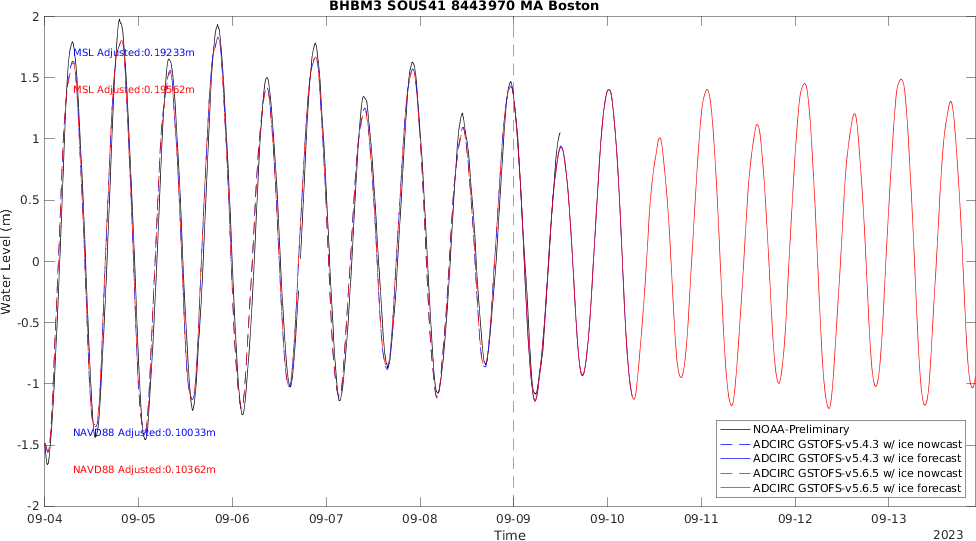 BHBM3 SOUS41 8443970 MA Boston
2
1.5
1
0.5
0
-0.5
-1
-1.5
-2
Water Level (m)
MSL Adjusted:0.19233m
MSL Adjusted:0.19562m
NAVD88 Adjusted:0.10033m
NAVD88 Adjusted:0.10362m
NOAA-Preliminary
ADCIRC GSTOFS-v5.4.3 w/ ice nowcast
ADCIRC GSTOFS-v5.4.3 w/ ice forecast
ADCIRC GSTOFS-v5.6.5 w/ ice nowcast
ADCIRC GSTOFS-v5.6.5 w/ ice forecast
09-04 09-05 09-06 09-07 09-08 09-09 09-10 09-11 09-12 09-13
Time
2023